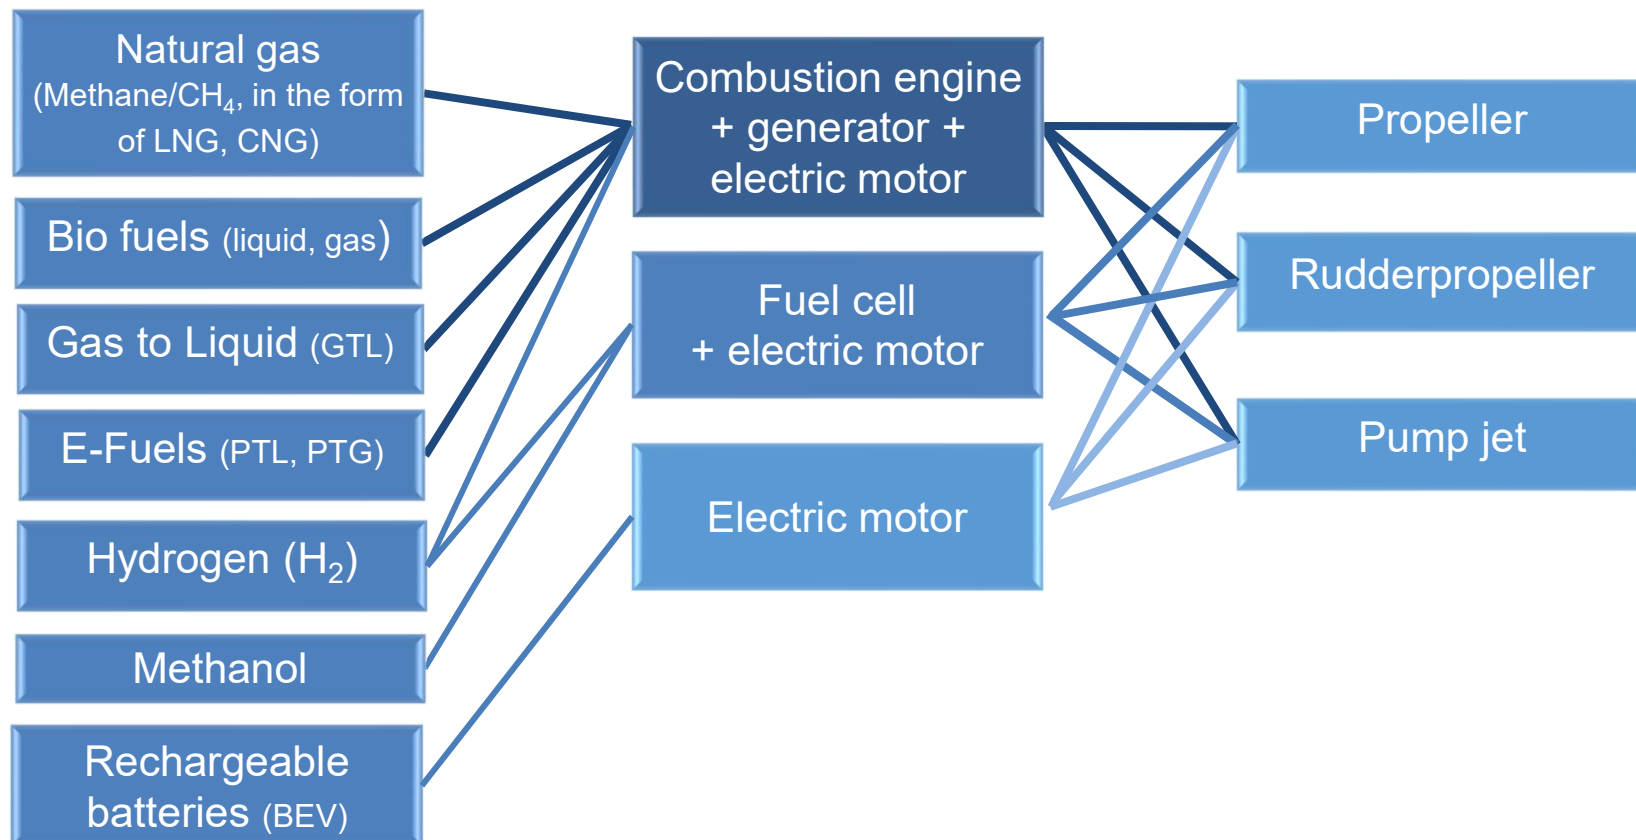 Natural gas
(Methane/CH₄, in the form
of LNG, CNG)
Bio fuels (liquid, gas)
Gas to Liquid (GTL)
E-Fuels (PTL, PTG)
Hydrogen (H₂)
Methanol
Rechargeable
batteries (BEV)
Combustion engine
+ generator +
electric motor
Fuel cell
+ electric motor
Electric motor
Propeller
Rudderpropeller
Pump jet